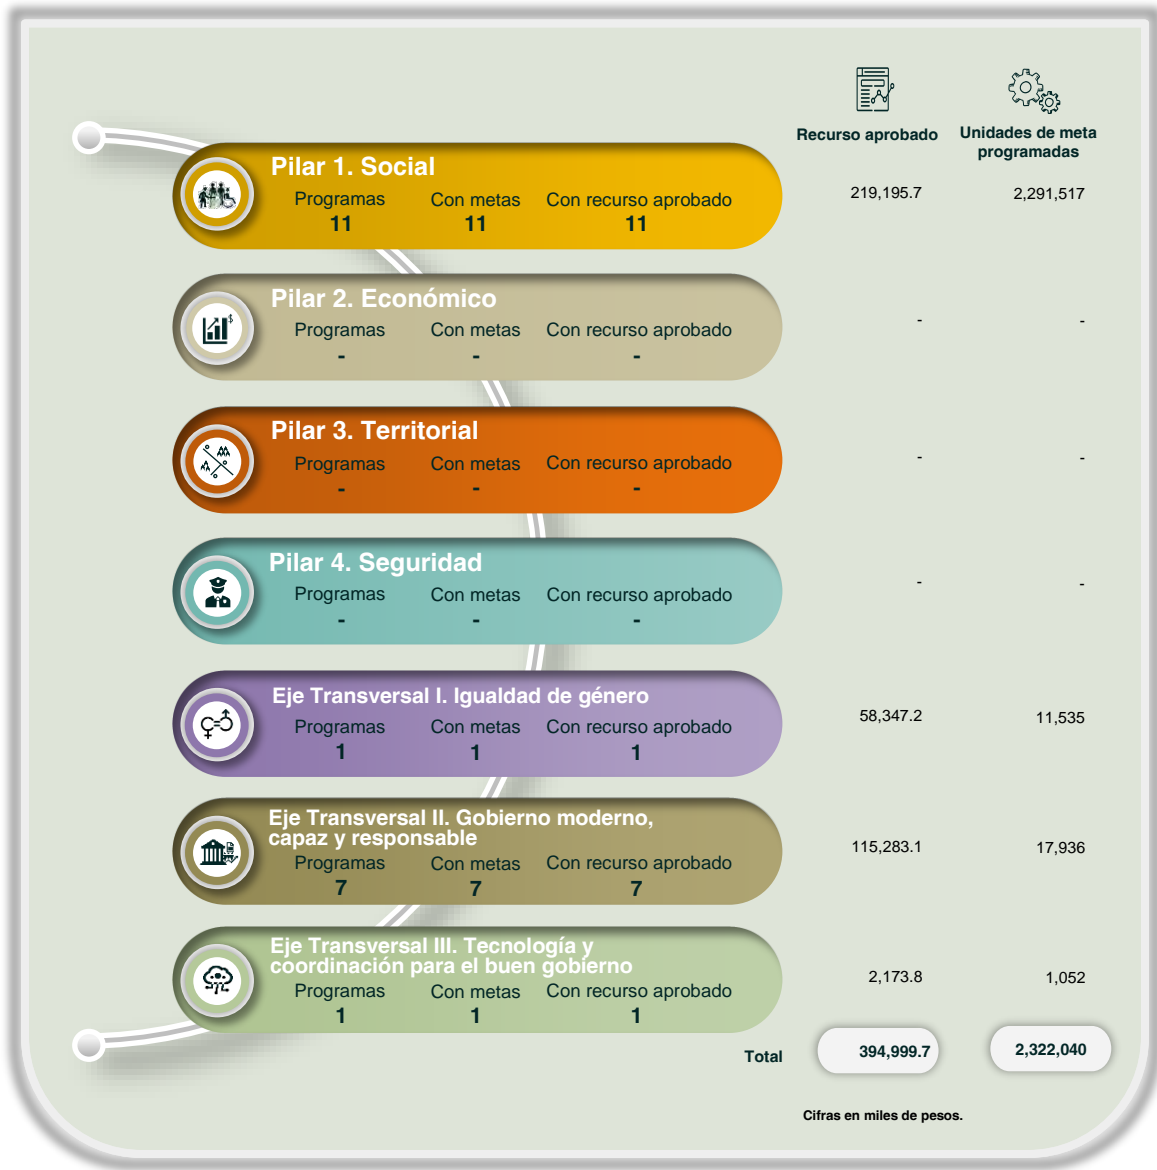 Recurso aprobado
Unidades de meta
programadas
Pilar 1. Social
Programas Con metas Con recurso aprobado
11 11 11
219,195.7 2,291,517
Pilar 2. Económico
Programas Con metas Con recurso aprobado
- - -
- -
Pilar 3. Territorial
Programas Con metas Con recurso aprobado
- - -
- -
Pilar 4. Seguridad
Programas Con metas Con recurso aprobado
- - -
- -
Eje Transversal I. Igualdad de género
Programas Con metas Con recurso aprobado
1 1 1
58,347.2 11,535
Eje Transversal II. Gobierno moderno,
capaz y responsable
Programas Con metas Con recurso aprobado
7 7 7
115,283.1 17,936
Eje Transversal III. Tecnología y
coordinación para el buen gobierno
Programas Con metas Con recurso aprobado
1 1 1
2,173.8 1,052
Total 394,999.7 2,322,040
Cifras en miles de pesos.